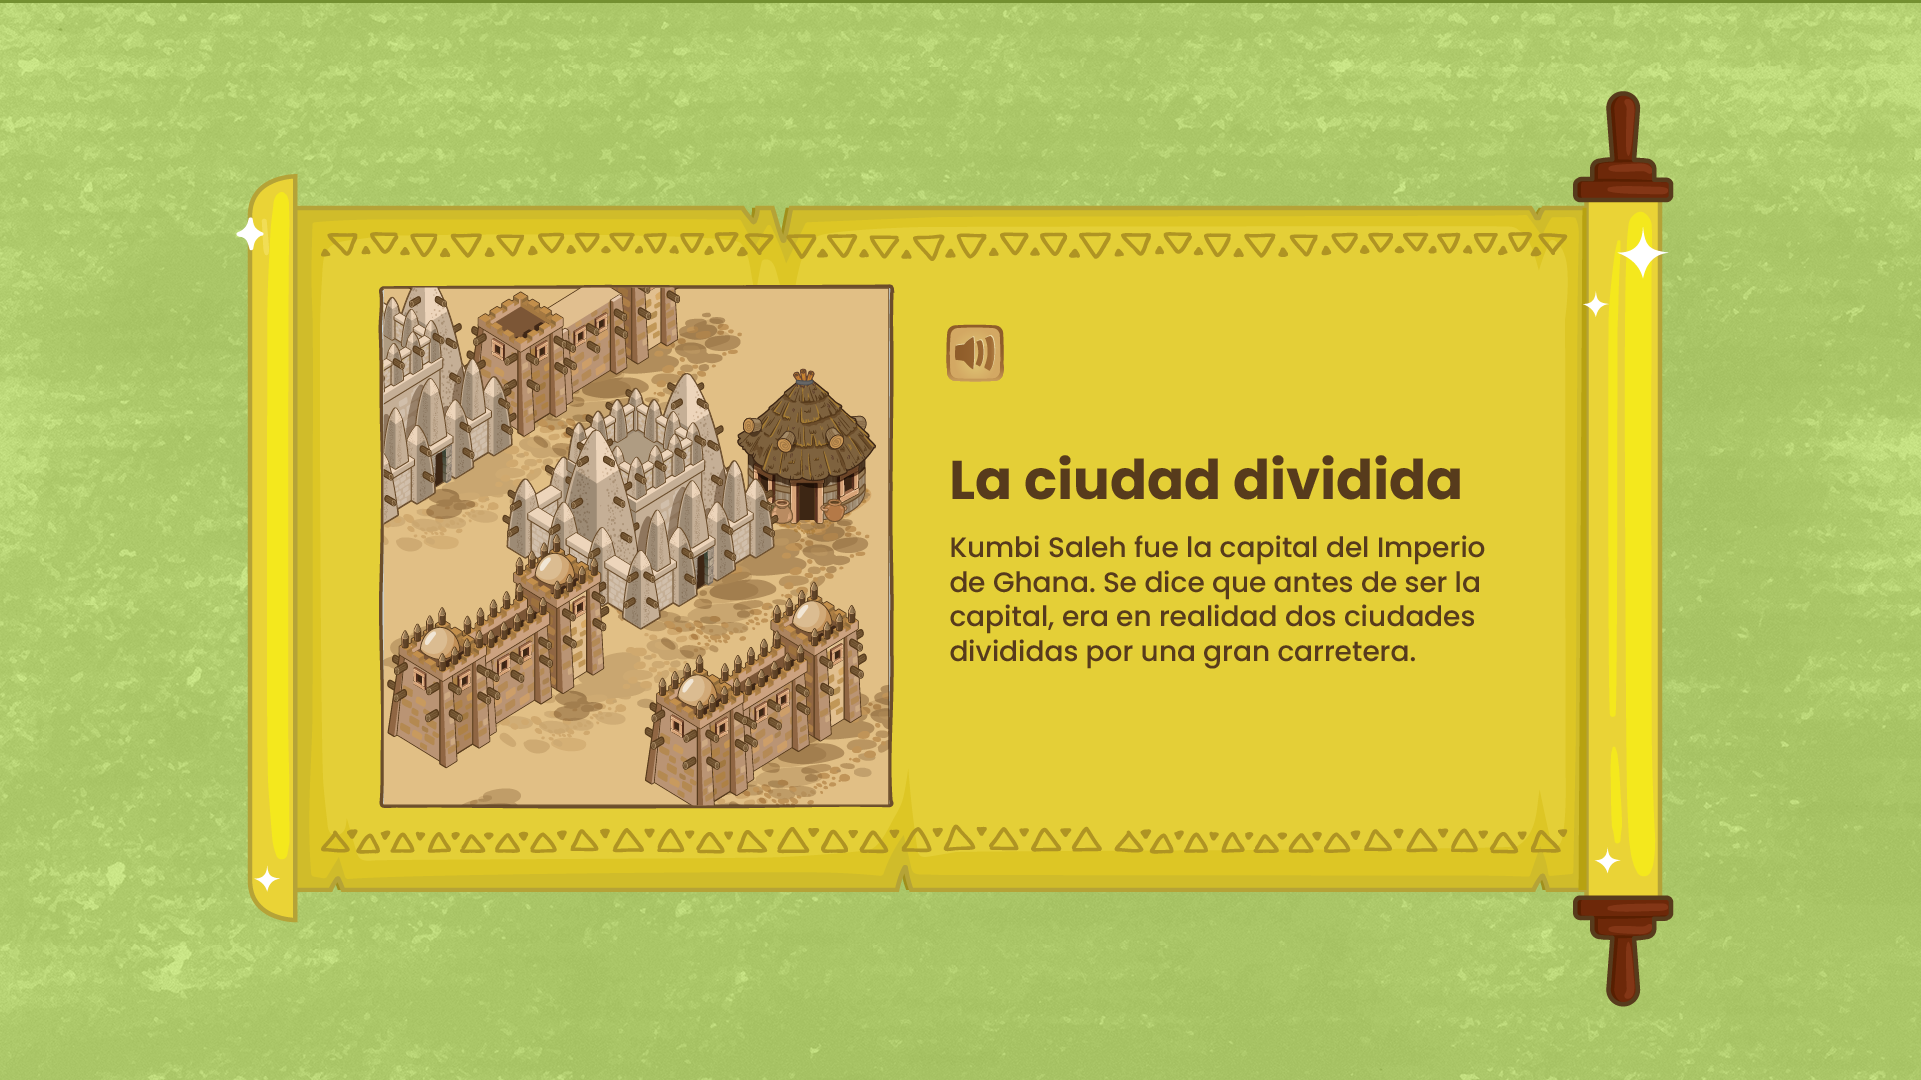 La ciudad dividida
Kumbi Saleh fue la capital del Imperio
de Ghana. Se dice que antes de ser la
capital, era en realidad dos ciudades
divididas por una gran carretera.